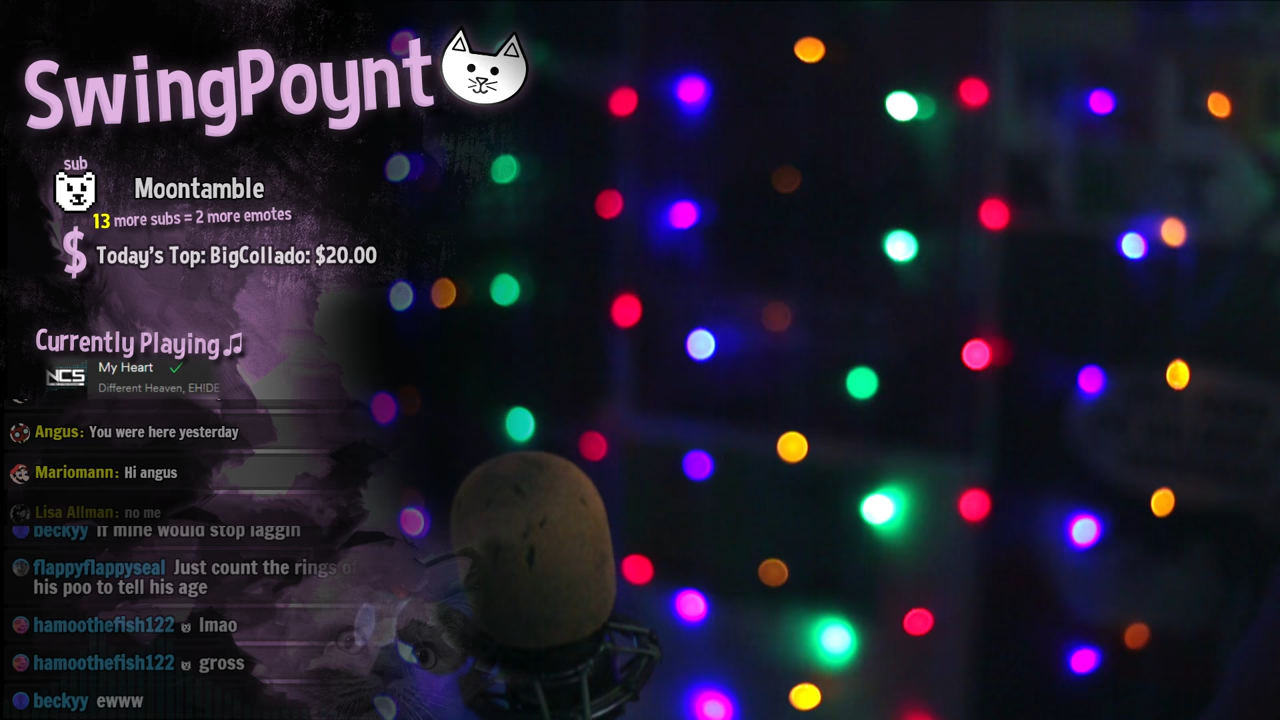 SwingPoynt
sub
Moontamble
13 more subs = 2 more emotes
$ Today's Top: BigCollado: $20.00
Currently Playing
NCS My Heart
Different Heaven, EHIDE
Angus: You were here yesterday
Mariomann: Hi angus
Lisa Allman: no me
beckyy if mine would stop laggin
flappyflappyseal Just count the rings of
his poo to tell his age
hamoothefish122 lmao
hamoothefish122 gross
beckyy ewww